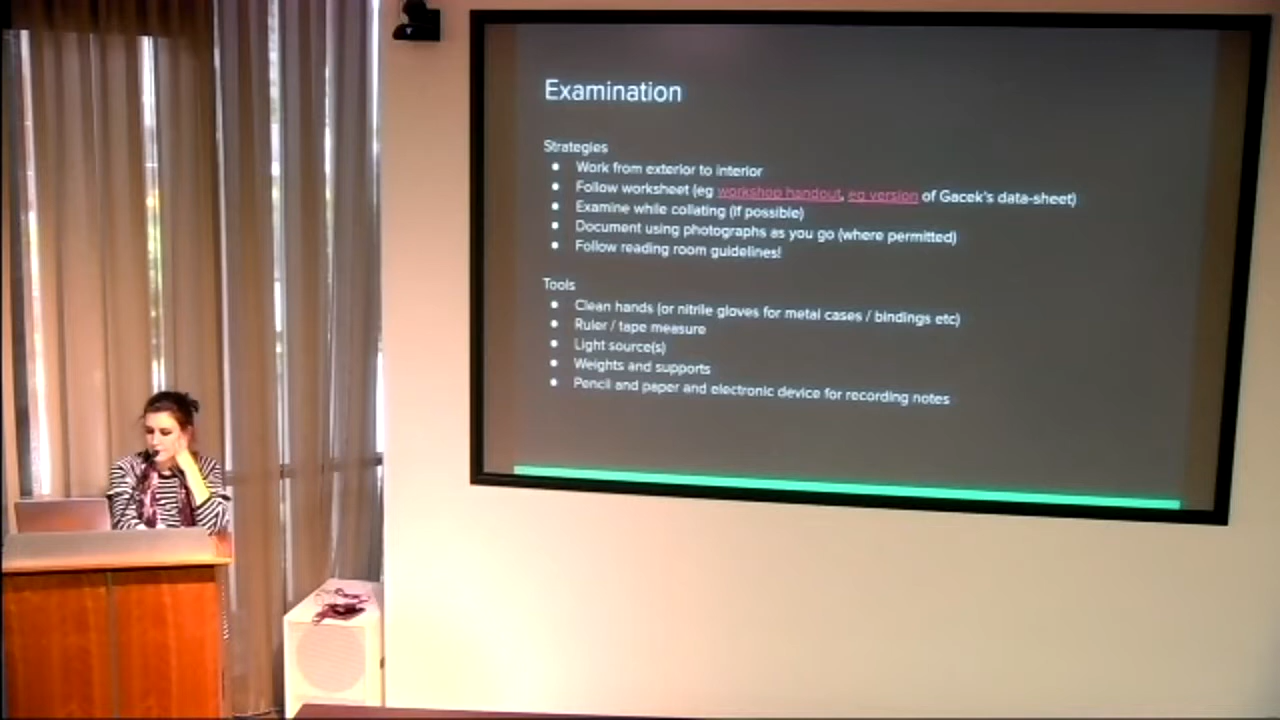 Examination
Strategies
● Work from exterior to interior
● Follow worksheet (eg workshop handout, eg version of Gacek's data-sheet)
● Examine while collating (if possible)
● Document using photographs as you go (where permitted)
● Follow reading room guidelines!
Tools
● Clean hands (or nitrile gloves for metal cases / bindings etc)
● Ruler / tape measure
● Light source(s)
● Weights and supports
● Pencil and paper and electronic device for recording notes